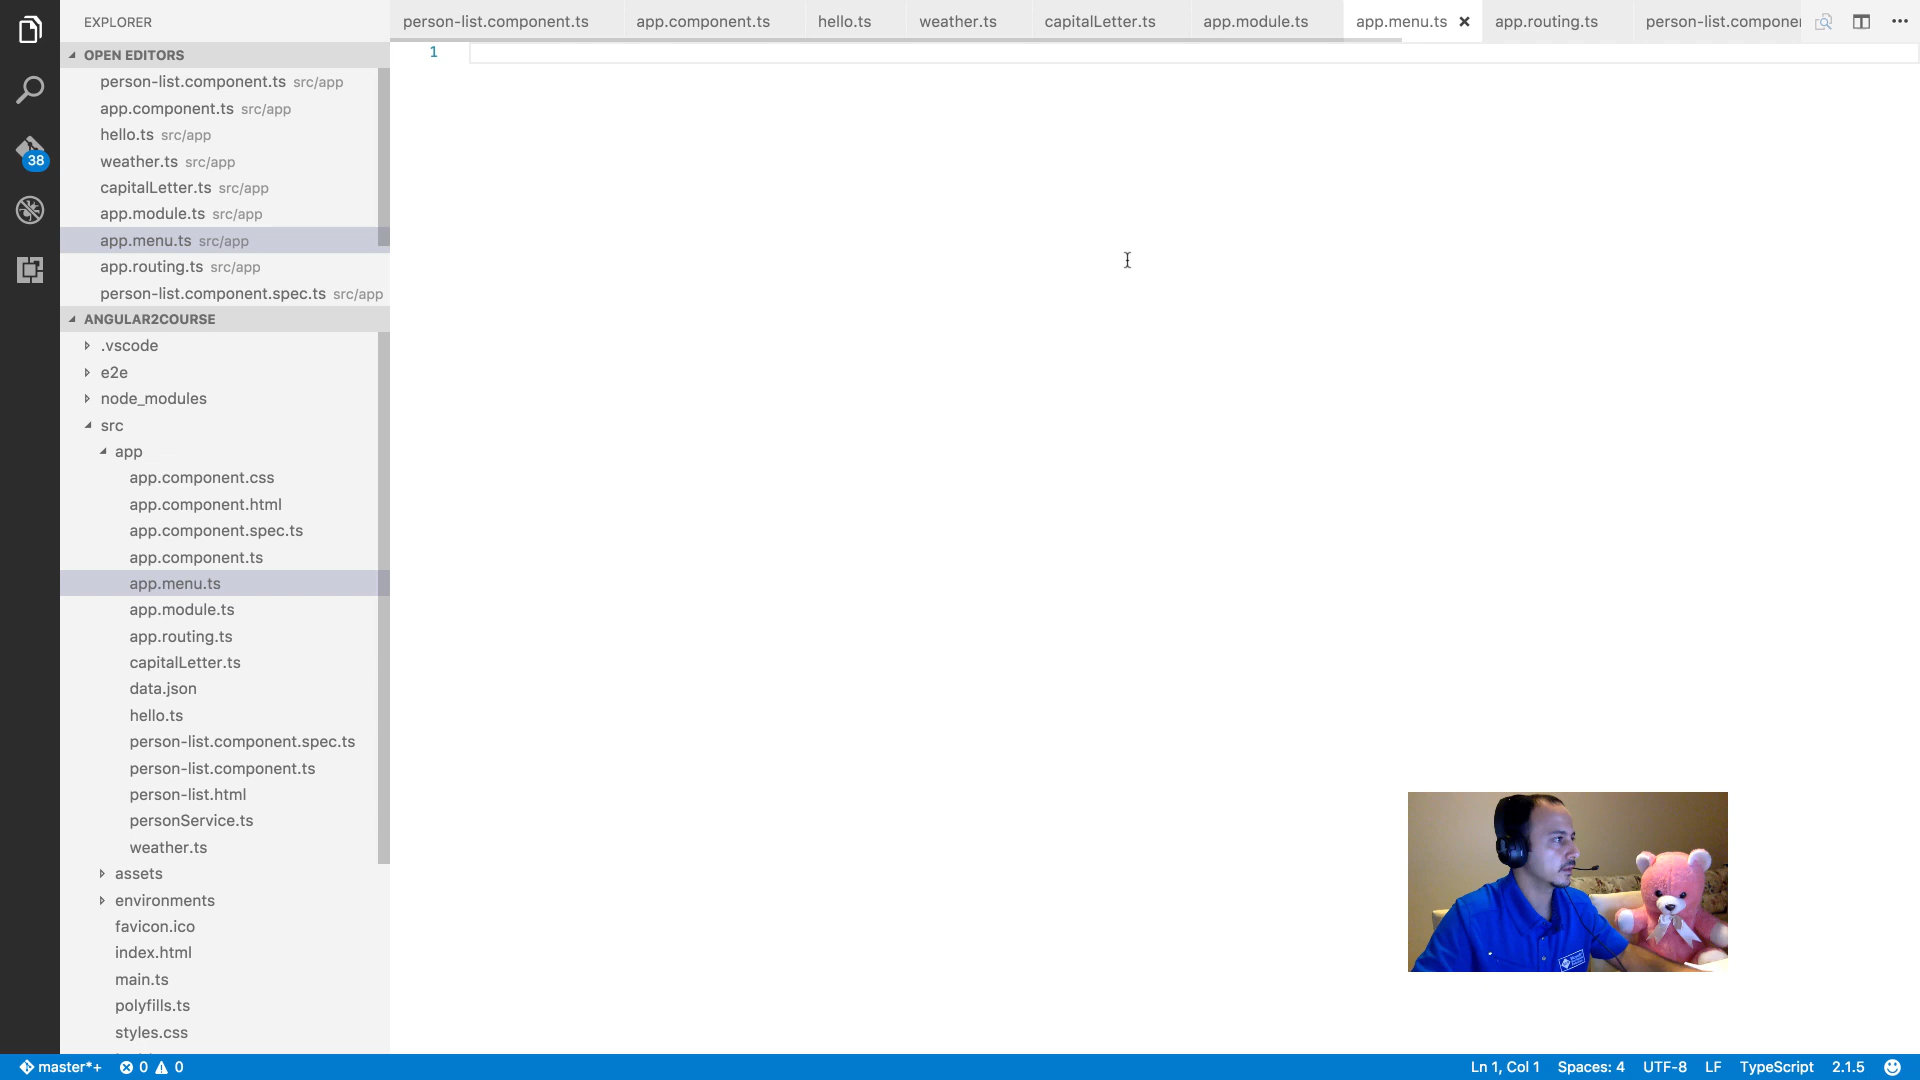 EXPLORER
person-list.component.ts
app.component.ts
hello.ts
weather.ts
capitalLetter.ts
app.module.ts
app.menu.ts
app.routing.ts
person-list.componen
OPEN EDITORS
person-list.component.ts src/app
app.component.ts src/app
hello.ts src/app
weather.ts src/app
capitalLetter.ts src/app
app.module.ts src/app
app.menu.ts src/app
app.routing.ts src/app
person-list.component.spec.ts src/app
38
1
ANGULAR2COURSE
.vscode
e2e
node_modules
src
app
app.component.css
app.component.html
app.component.spec.ts
app.component.ts
app.menu.ts
app.module.ts
app.routing.ts
capitalLetter.ts
data.json
hello.ts
person-list.component.spec.ts
person-list.component.ts
person-list.html
personService.ts
weather.ts
assets
environments
favicon.ico
index.html
main.ts
polyfills.ts
styles.css
master*+ 0 0
Ln 1, Col 1 Spaces: 4 UTF-8 LF TypeScript 2.1.5